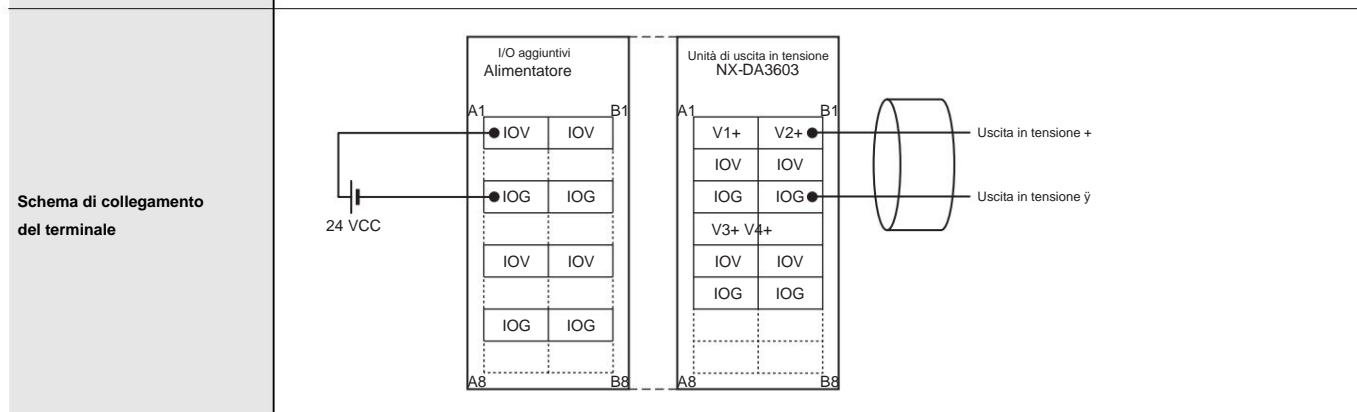 Schema di collegamento
del terminale
24 VCC
I/O aggiuntivi
Alimentatore
A1 B1
IOV IOV
IOG IOG
IOV IOV
IOG IOG
A8 B8
Unità di uscita in tensione
NX-DA3603
A1 B1
V1+ V2+
IOV IOV
IOG IOG
V3+ V4+
IOV IOV
IOG IOG
A8 B8
Uscita in tensione +
Uscita in tensione ÿ